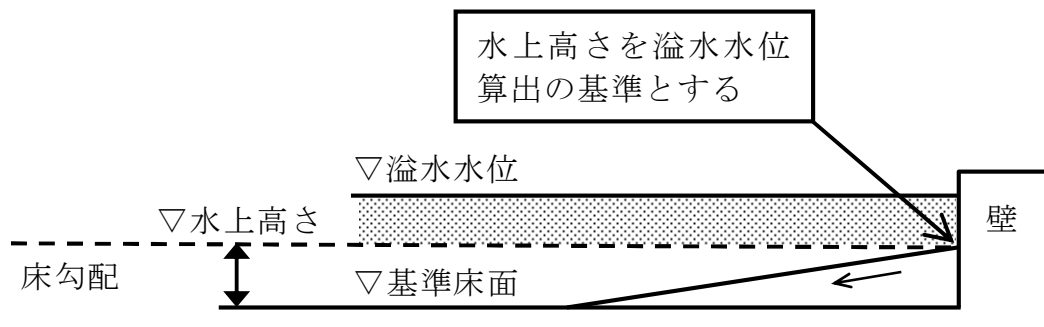 水上高さを溢水水位
算出の基準とする
▽溢水水位
▽水上高さ
壁
床勾配
▽基準床面